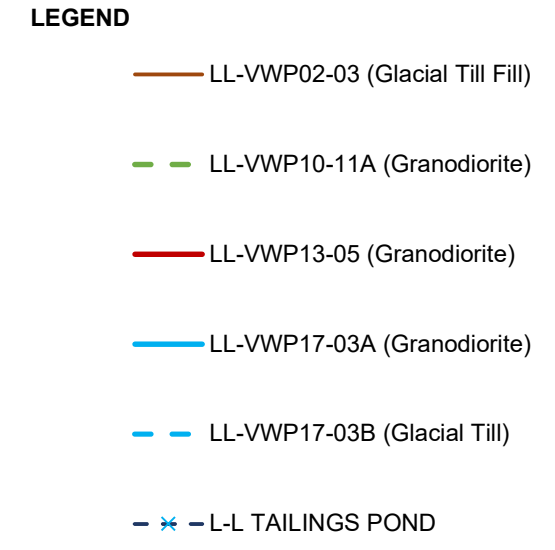 LEGEND
LL-VWP02-03 (Glacial Till Fill)
LL-VWP10-11A (Granodiorite)
LL-VWP13-05 (Granodiorite)
LL-VWP17-03A (Granodiorite)
LL-VWP17-03B (Glacial Till)
L-L TAILINGS POND